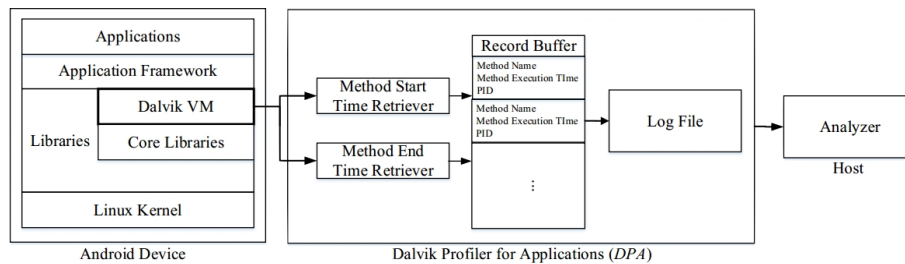 Applications
Application Framework
Libraries
Dalvik VM
Core Libraries
Linux Kernel
Android Device
Method Start
Time Retriever
Method End
Time Retriever
Record Buffer
Method Name
Method Execution TIme
PID
Method Name
Method Execution TIme
PID
...
Log File
Dalvik Profiler for Applications (DPA)
Analyzer
Host